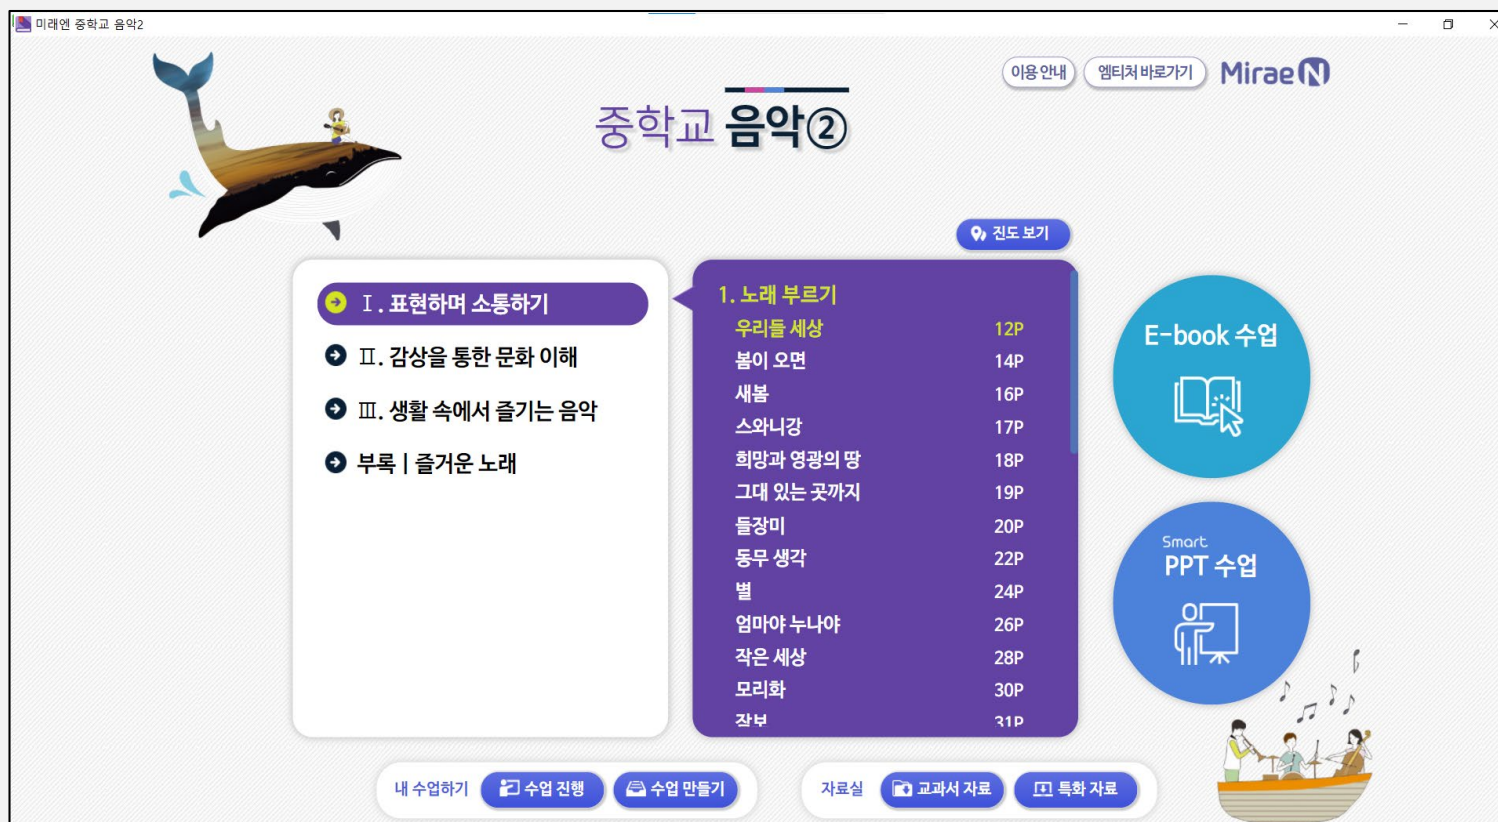 미래엔 중학교 음악2
이용 안내
엠티처 바로가기
Mirae N
중학교 음악②
진도 보기
Ⅰ. 표현하며 소통하기
Ⅱ. 감상을 통한 문화 이해
Ⅲ. 생활 속에서 즐기는 음악
부록 | 즐거운 노래
1. 노래 부르기
우리들 세상 12P
봄이 오면 14P
새봄 16P
스와니강 17P
희망과 영광의 땅 18P
그대 있는 곳까지 19P
들장미 20P
동무 생각 22P
별 24P
엄마야 누나야 26P
작은 세상 28P
모리화 30P
잠보 31P
E-book 수업
Smart
PPT 수업
내 수업하기 수업 진행 수업 만들기
자료실 교과서 자료 특화 자료